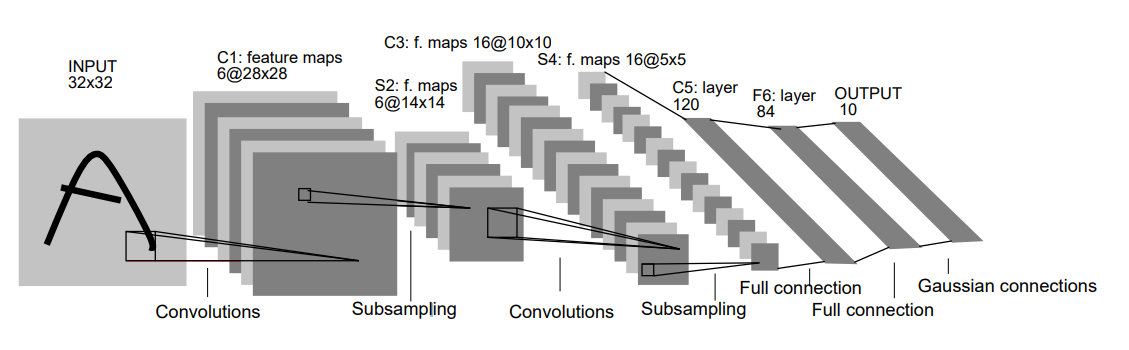 INPUT
32x32
C1: feature maps
6@28x28
S2: f. maps
6@14x14
C3: f. maps 16@10x10
S4: f. maps 16@5x5
C5: layer
120
F6: layer
84
OUTPUT
10
Convolutions
Subsampling
Convolutions
Subsampling
Full connection
Full connection
Gaussian connections